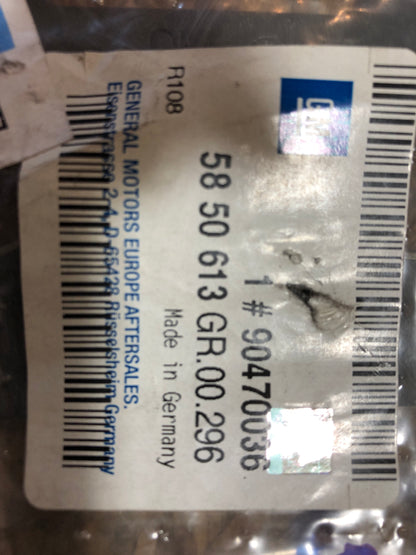 GM
1 # 90470036
58 50 613 GR.00.296
Made in Germany
R108
GENERAL MOTORS EUROPE AFTERSALES.
Eisenstrasse 2-4, D-65428 Rüsselsheim Germany